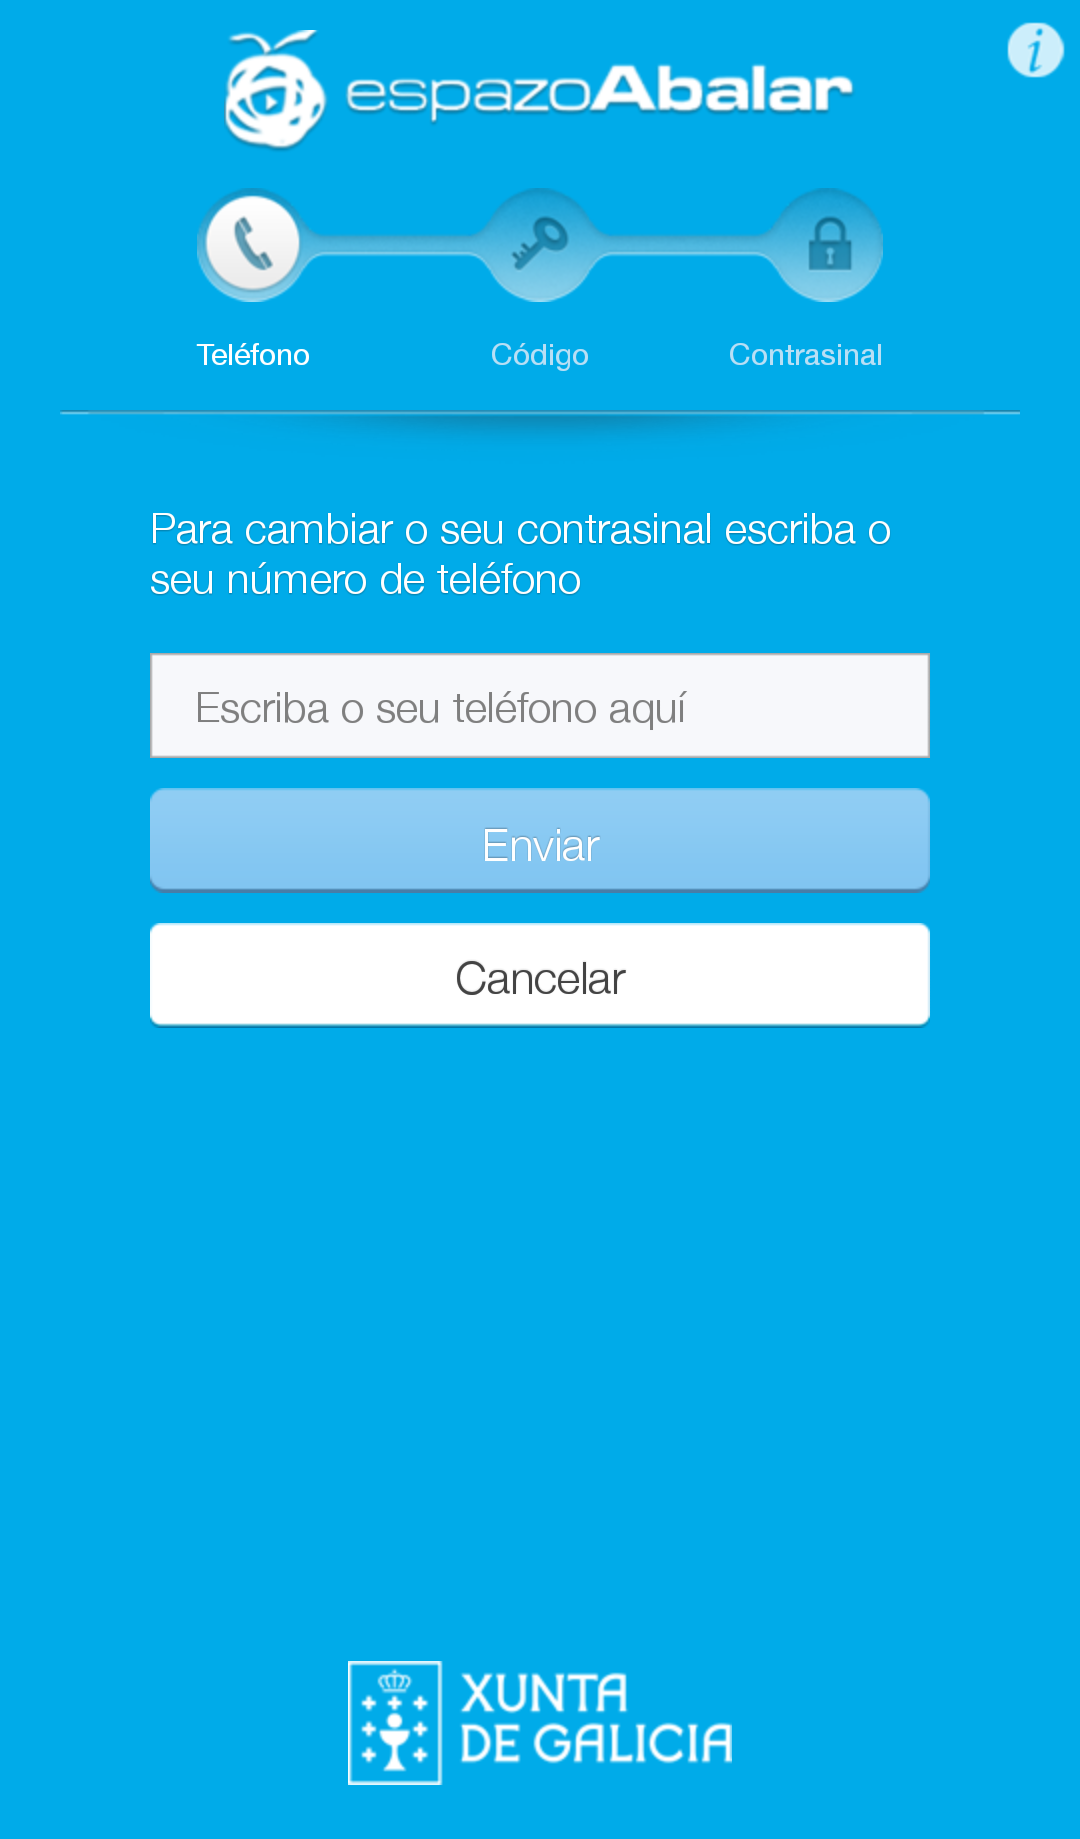 espazoAbalar
i
Teléfono
Código
Contrasinal
Para cambiar o seu contrasinal escriba o
seu número de teléfono
Escriba o seu teléfono aquí
Enviar
Cancelar
XUNTA
DE GALICIA